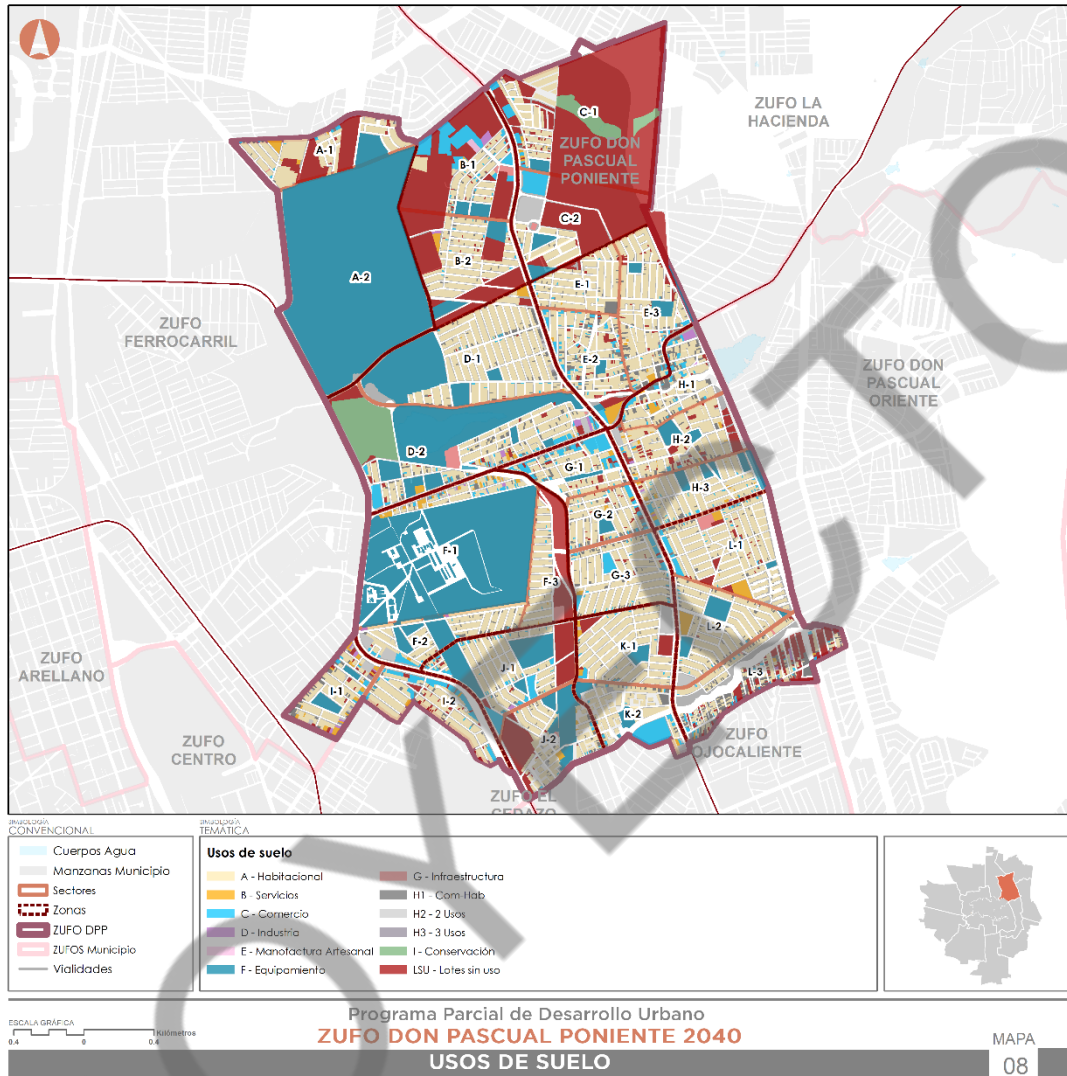 ZUFO LA
HACIENDA
C-1
ZUFO DON
PASCUAL
PONIENTE
A-1
B-1
C-2
B-2
A-2
E-1
E-3
ZUFO
FERROCARRIL
D-1
E-2
ZUFO DON
PASCUAL
ORIENTE
H-1
H-2
D-2
G-1
H-3
G-2
L-1
F-1
F-3
G-3
L-2
F-2
K-1
ZUFO
ARELLANO
J-1
L-3
I-1
I-2
K-2
J-2
ZUFO
CENTRO
ZUFO
OJOCALIENTE
ZUFO EL
CEDAZO
SIMBOLOGÍA
CONVENCIONAL
Cuerpos Agua
Manzanas Municipio
Sectores
Zonas
ZUFO DPP
ZUFOS Municipio
Vialidades
SIMBOLOGÍA
TEMÁTICA
Usos de suelo
A - Habitacional
B - Servicios
C - Comercio
D - Industria
E - Manofactura Artesanal
F - Equipamiento
G - Infraestructura
H1 - Com-Hab
H2 - 2 Usos
H3 - 3 Usos
I - Conservación
LSU - Lotes sin uso
ESCALA GRÁFICA
0.4 0 0.4
Kilómetros
Programa Parcial de Desarrollo Urbano
ZUFO DON PASCUAL PONIENTE 2040
USOS DE SUELO
MAPA
08